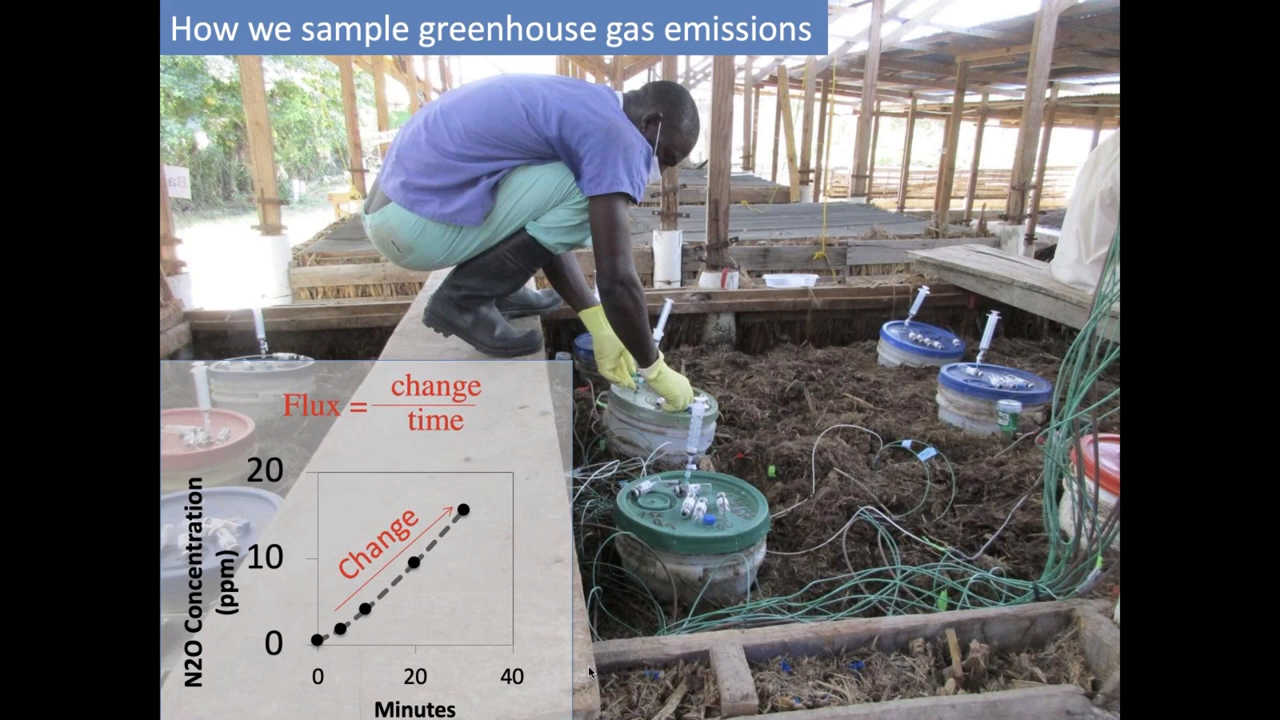 How we sample greenhouse gas emissions
Ba
Flux = change
time
20
10
0
N2O Concentration
(ppm)
Change
0
20
40
Minutes